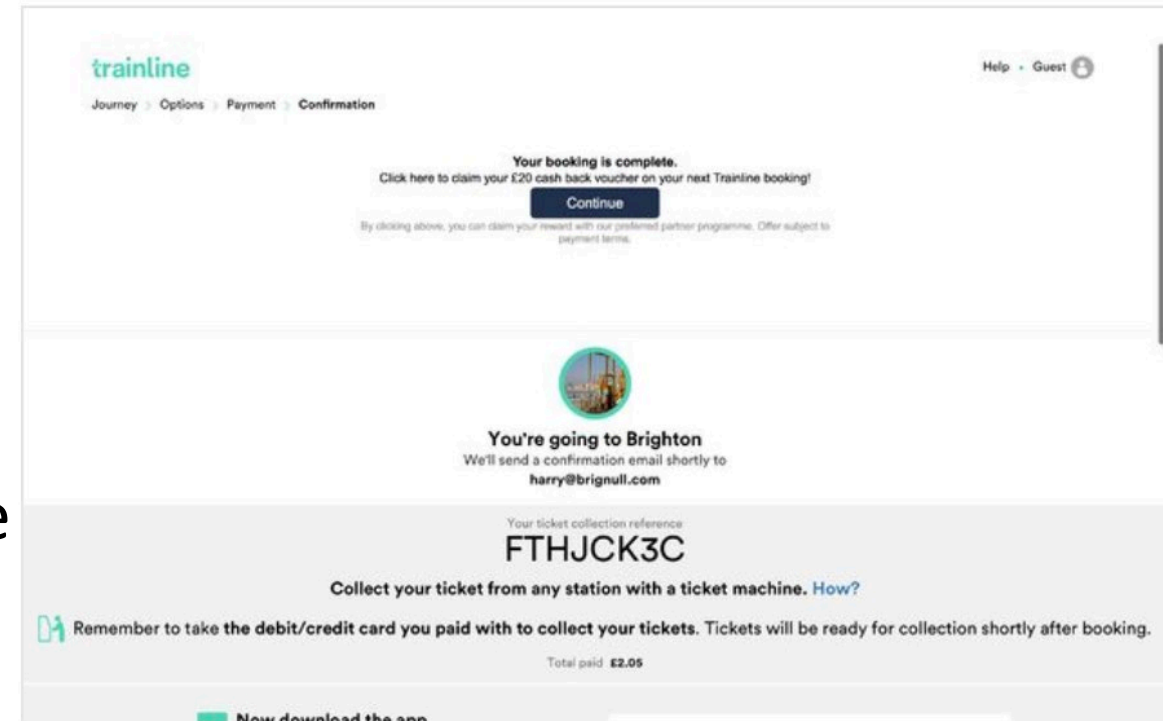 trainline
Help • Guest
Journey > Options > Payment > Confirmation
Your booking is complete.
Click here to claim your £20 cash back voucher on your next Trainline booking!
Continue
By clicking above, you can claim your reward with our preferred partner programme. Offer subject to
payment terms.
You're going to Brighton
We'll send a confirmation email shortly to
harry@brignull.com
e
Your ticket collection reference
FTHJCK3C
Collect your ticket from any station with a ticket machine. How?
Remember to take the debit/credit card you paid with to collect your tickets. Tickets will be ready for collection shortly after booking.
Total paid £2.05
Now download the app